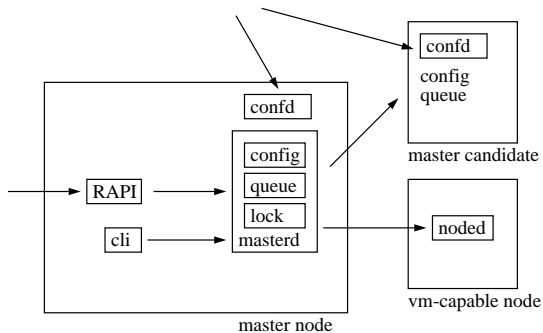 confd
config
queue
master candidate
confd
config
queue
lock
masterd
RAPI
cli
master node
noded
vm-capable node